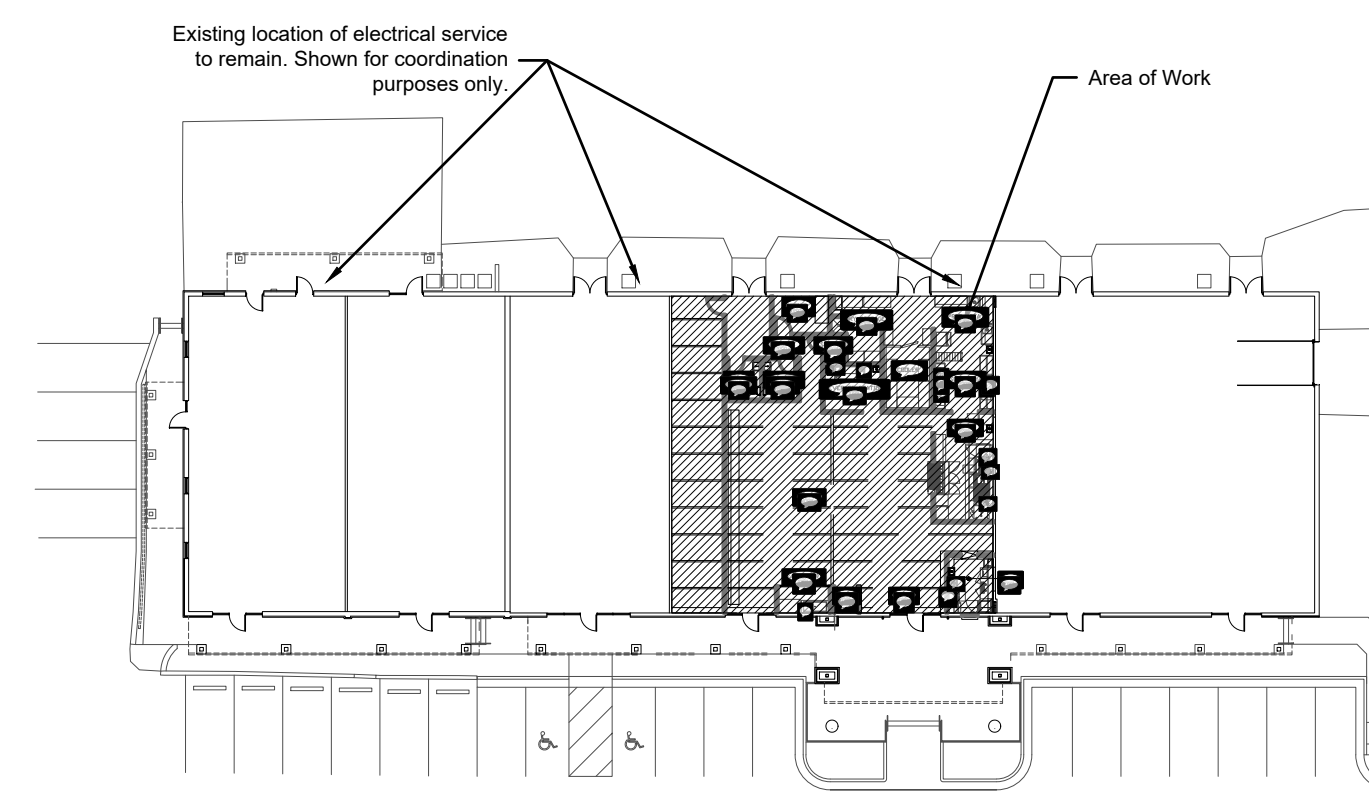 Existing location of electrical service
to remain. Shown for coordination
purposes only.
Area of Work